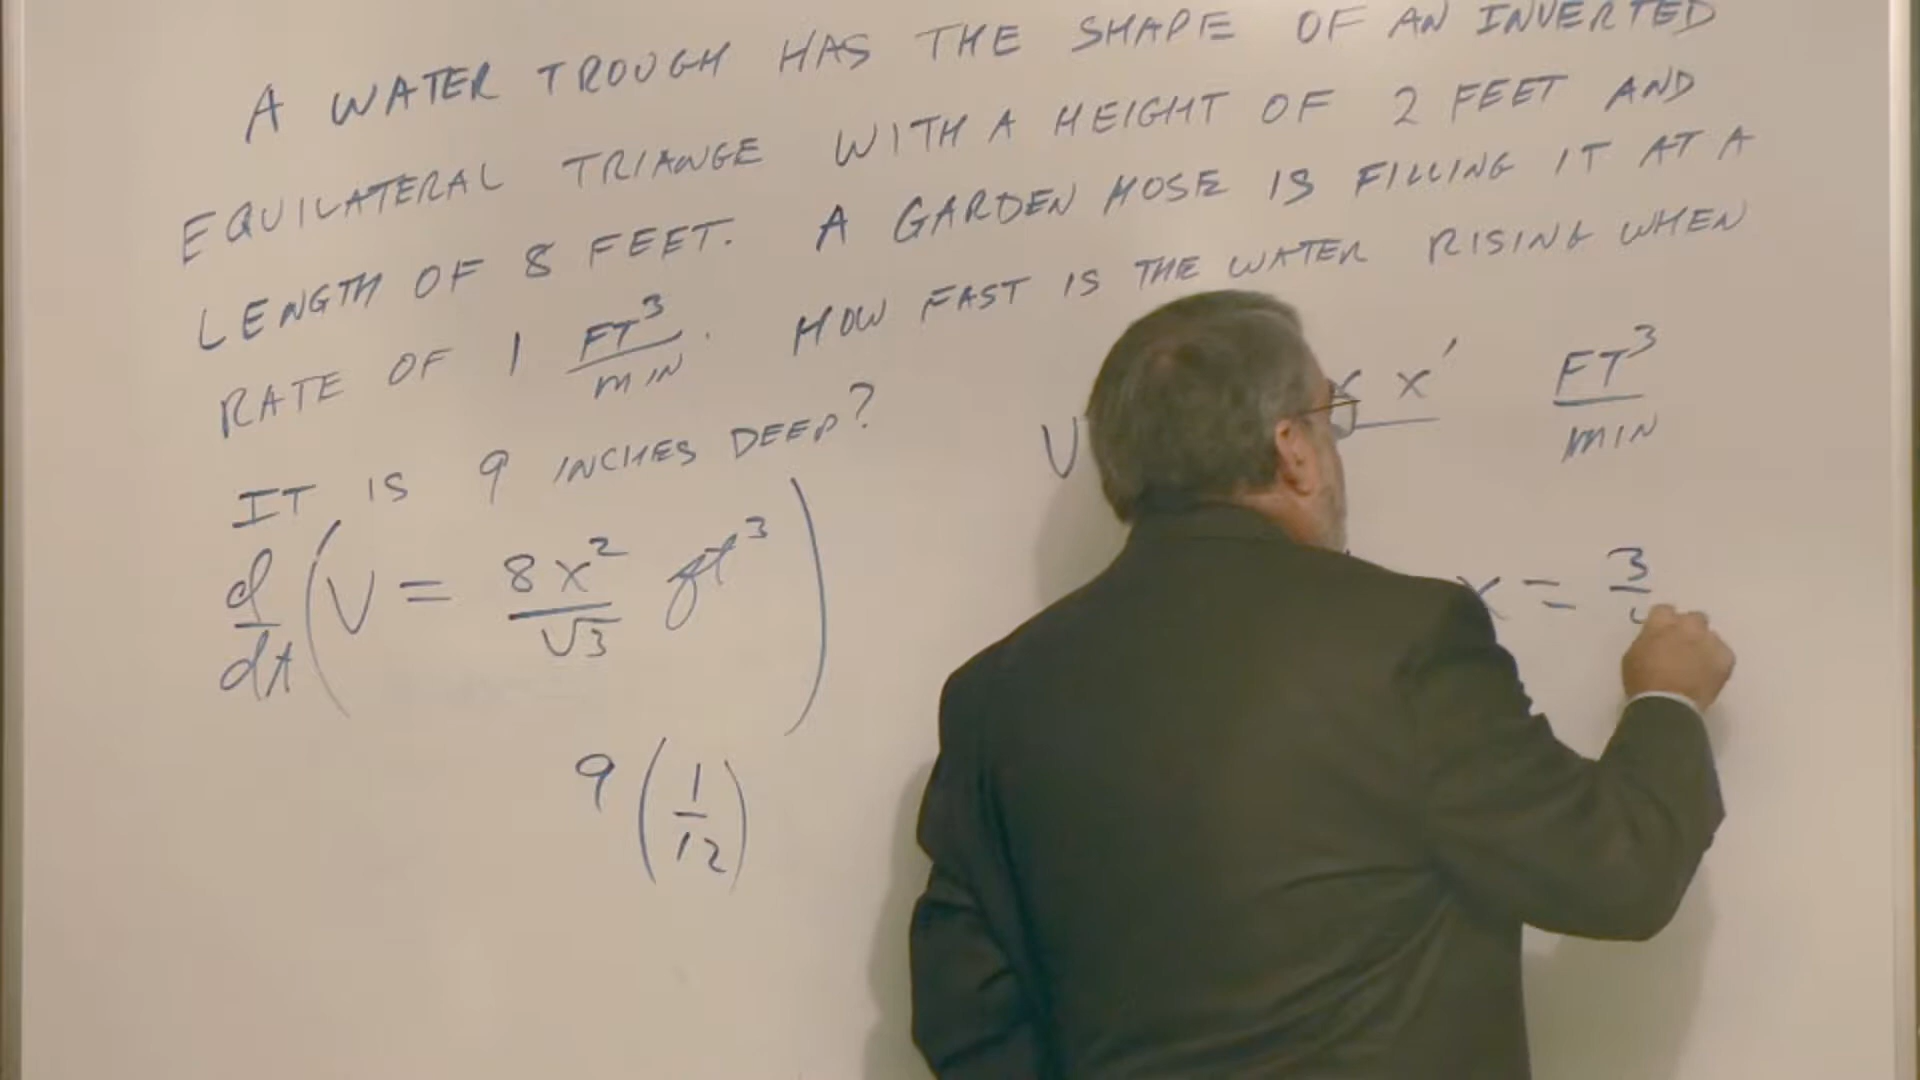 A WATER TROUGH HAS THE SHAPE OF AN INVERTED
EQUILATERAL TRIANGE WITH A HEIGHT OF 2 FEET AND
LENGTH OF 8 FEET. A GARDEN HOSE IS FILLING IT AT A
RATE OF 1 FT³/MIN. HOW FAST IS THE WATER RISING WHEN
IT IS 9 INCHES DEEP?
V x x' FT³/MIN
d/dt (V = 8x²/√3 ft³)
x = 3
9 (1/12)